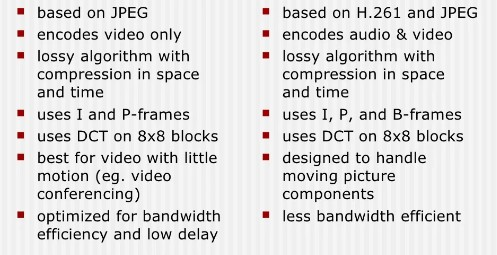 based on JPEG
encodes video only
lossy algorithm with
compression in space
and time
uses I and P-frames
uses DCT on 8x8 blocks
best for video with little
motion (eg. video
conferencing)
optimized for bandwidth
efficiency and low delay
based on H.261 and JPEG
encodes audio & video
lossy algorithm with
compression in space
and time
uses I, P, and B-frames
uses DCT on 8x8 blocks
designed to handle
moving picture
components
less bandwidth efficient